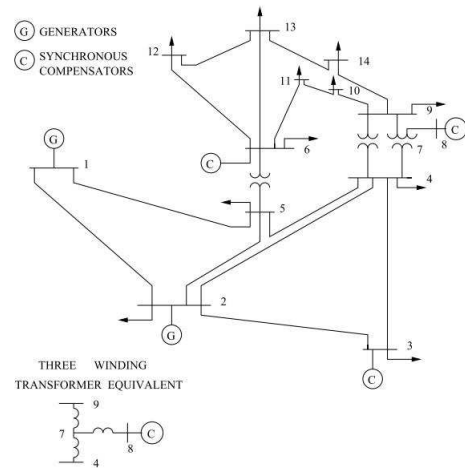 G GENERATORS
C SYNCHRONOUS
COMPENSATORS
13
12
14
11
10
9
C
8
7
C
6
G
1
5
4
2
G
3
C
THREE WINDING
TRANSFORMER EQUIVALENT
9
7
C
8
4